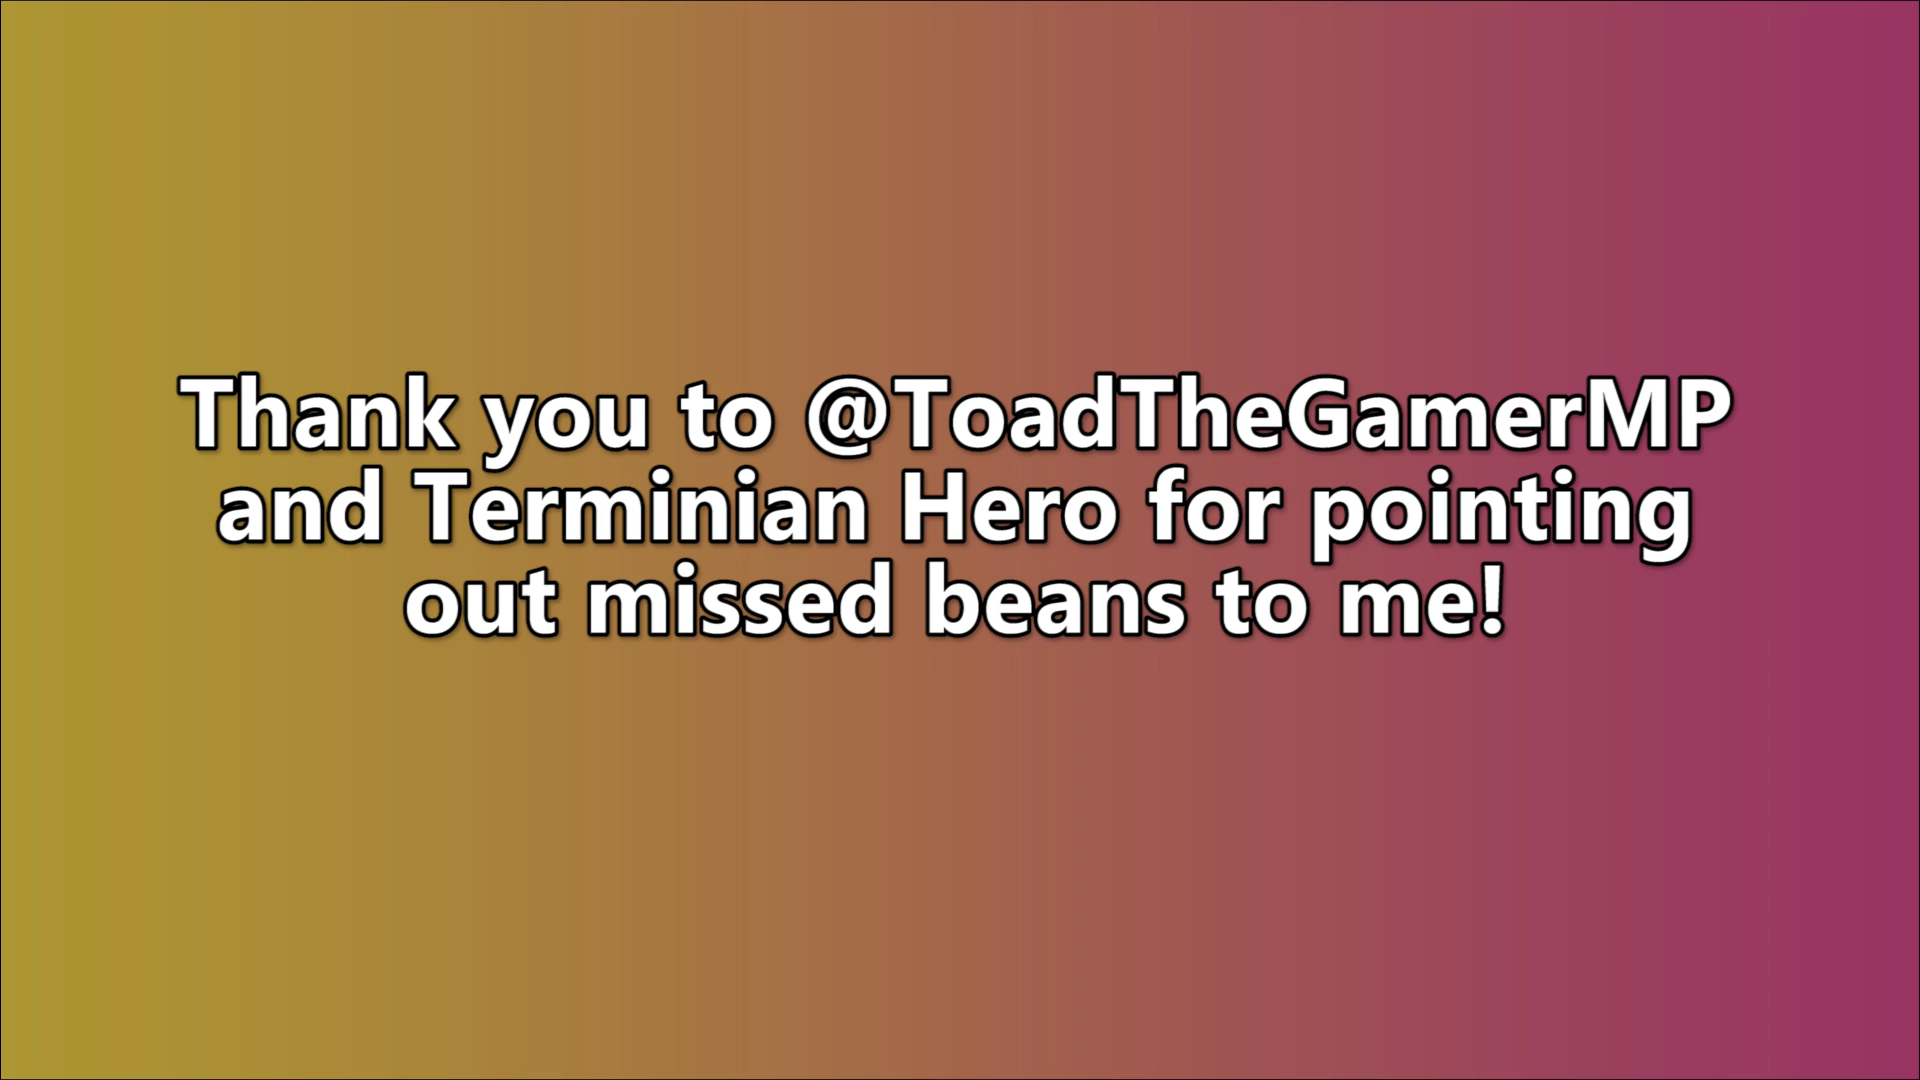 Thank you to @ToadTheGamerMP
and Terminian Hero for pointing
out missed beans to me!